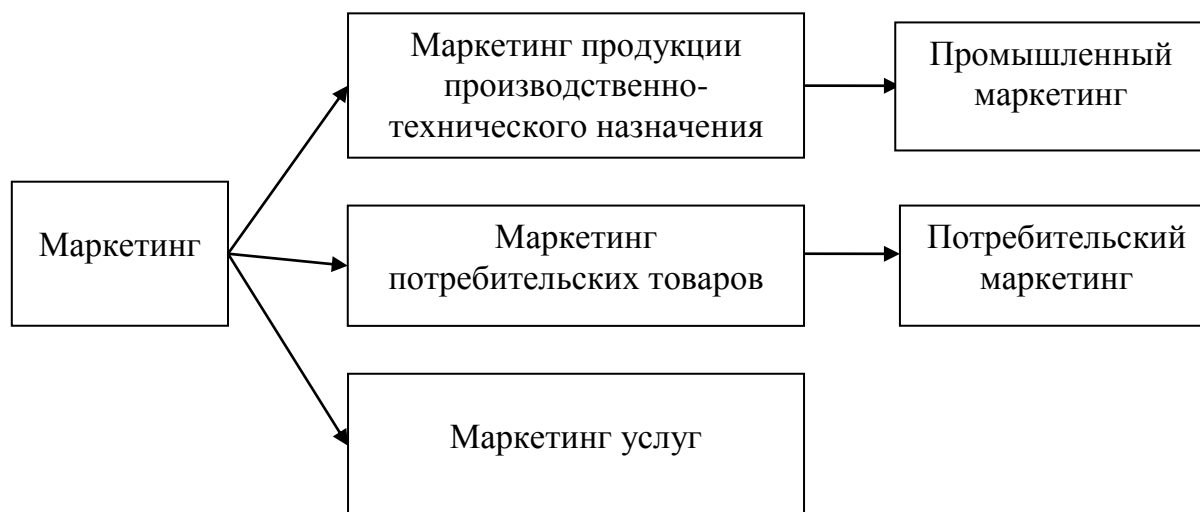 Маркетинг
Маркетинг продукции
производственно-
технического назначения
Промышленный
маркетинг
Маркетинг
потребительских товаров
Потребительский
маркетинг
Маркетинг услуг